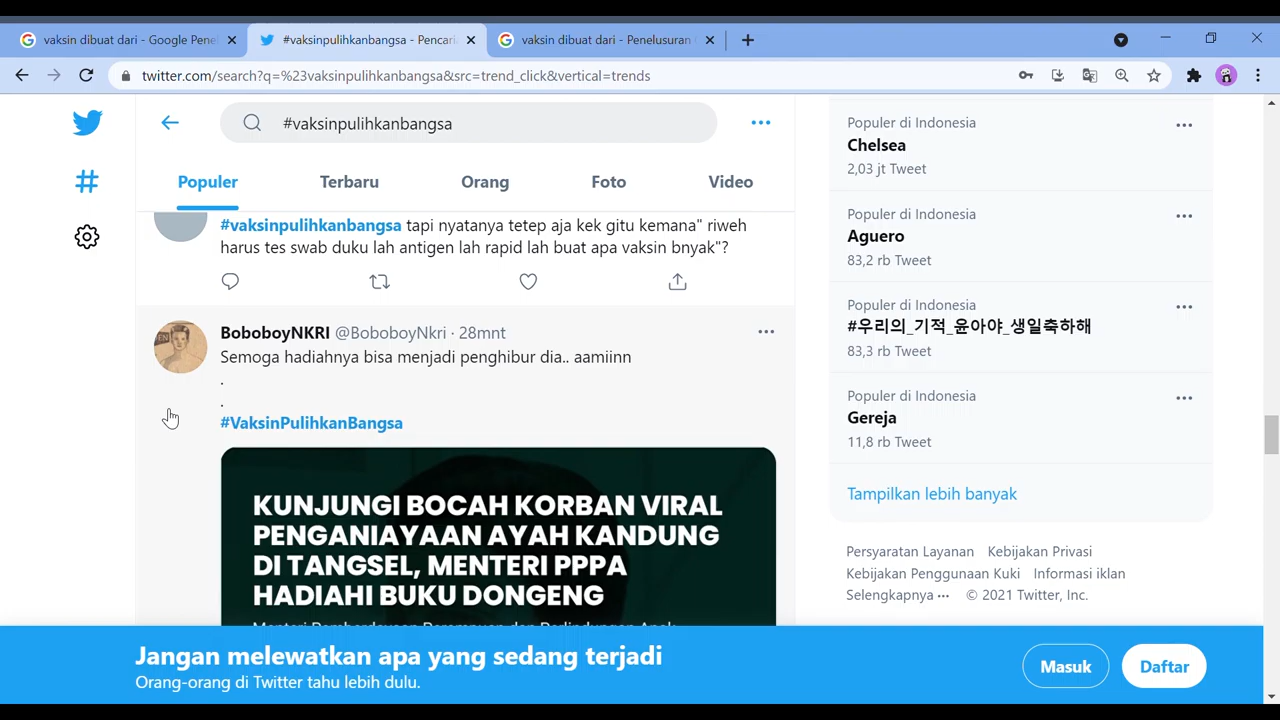 vaksin dibuat dari - Google Pene
#vaksinpulihkanbangsa - Pencari
vaksin dibuat dari - Penelusuran
twitter.com/search?q=%23vaksinpulihkanbangsa&src=trend_click&vertical=trends
#vaksinpulihkanbangsa
Populer
Terbaru
Orang
Foto
Video
#vaksinpulihkanbangsa tapi nyatanya tetep aja kek gitu kemana" riweh
harus tes swab duku lah antigen lah rapid lah buat apa vaksin bnyak"?
BoboboyNKRI @BoboboyNkri · 28mnt
Semoga hadiahnya bisa menjadi penghibur dia.. aamiinn
.
.
#VaksinPulihkanBangsa
KUNJUNGI BOCAH KORBAN VIRAL
PENGANIAYAAN AYAH KANDUNG
DI TANGSEL, MENTERI PPPA
HADIAHI BUKU DONGENG
Menteri Pemberdayaan Perempuan dan Perlindungan Anak
Populer di Indonesia
Chelsea
2,03 jt Tweet
Populer di Indonesia
Aguero
83,2 rb Tweet
Populer di Indonesia
#우리의_기적_윤아야_생일축하해
83,3 rb Tweet
Populer di Indonesia
Gereja
11,8 rb Tweet
Tampilkan lebih banyak
Persyaratan Layanan Kebijakan Privasi
Kebijakan Penggunaan Kuki Informasi iklan
Selengkapnya ··· © 2021 Twitter, Inc.
Jangan melewatkan apa yang sedang terjadi
Orang-orang di Twitter tahu lebih dulu.
Masuk
Daftar